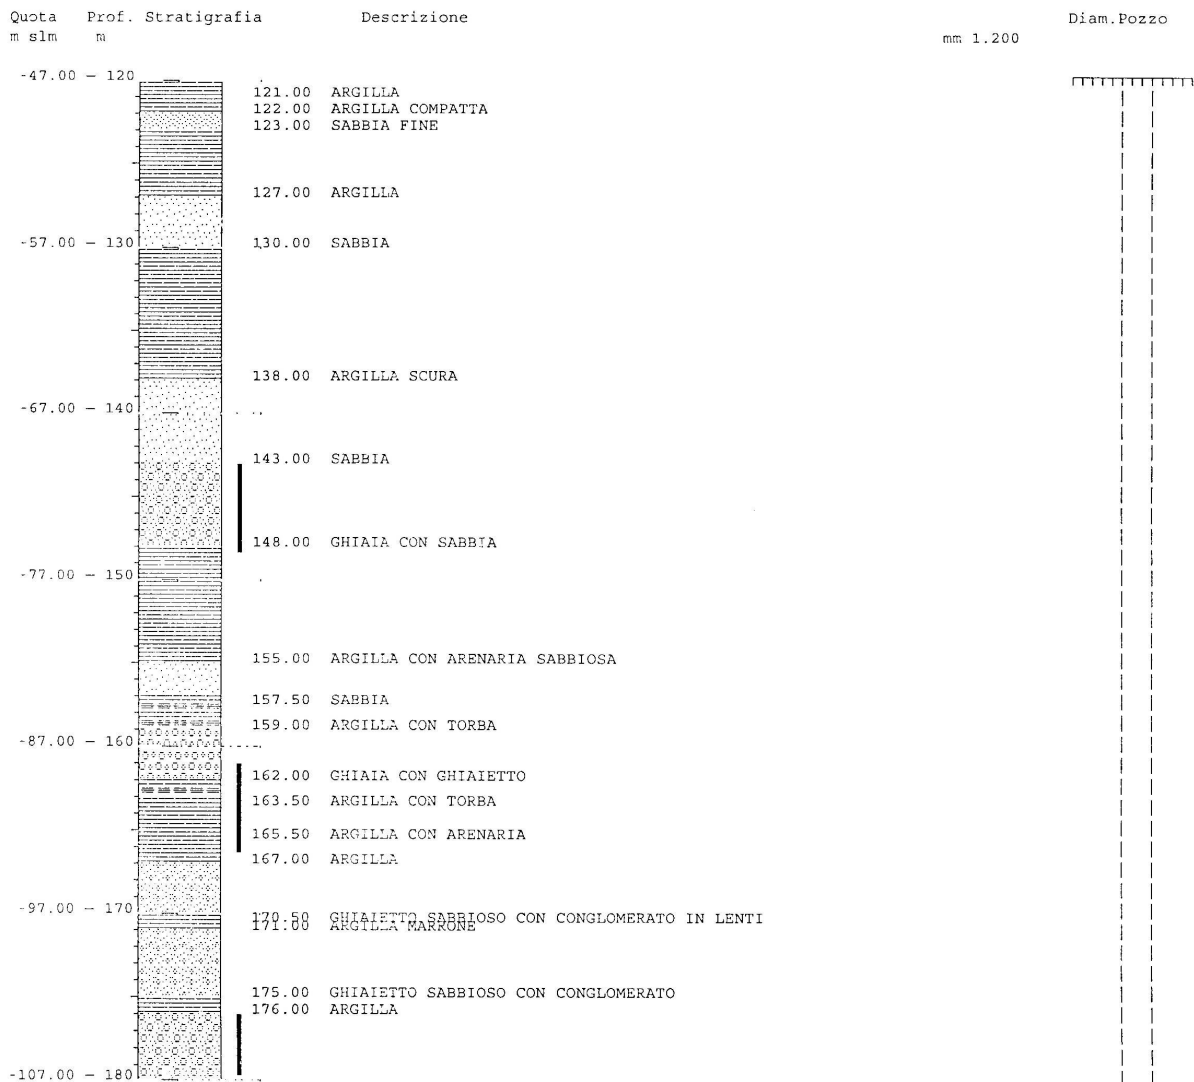 Quota Prof. Stratigrafia Descrizione Diam.Pozzo
m slm m mm 1.200
-47.00 – 120
121.00 ARGILLA
122.00 ARGILLA COMPATTA
123.00 SABBIA FINE
127.00 ARGILLA
-57.00 – 130 130.00 SABBIA
138.00 ARGILLA SCURA
-67.00 – 140
143.00 SABBIA
148.00 GHIAIA CON SABBIA
-77.00 – 150
155.00 ARGILLA CON ARENARIA SABBIOSA
157.50 SABBIA
159.00 ARGILLA CON TORBA
-87.00 – 160
162.00 GHIAIA CON GHIAIETTO
163.50 ARGILLA CON TORBA
165.50 ARGILLA CON ARENARIA
167.00 ARGILLA
-97.00 – 170
170.50 GHIAIETTO SABBIOSO CON CONGLOMERATO IN LENTI
171.00 ARGILLA MARRONE
175.00 GHIAIETTO SABBIOSO CON CONGLOMERATO
176.00 ARGILLA
-107.00 – 180